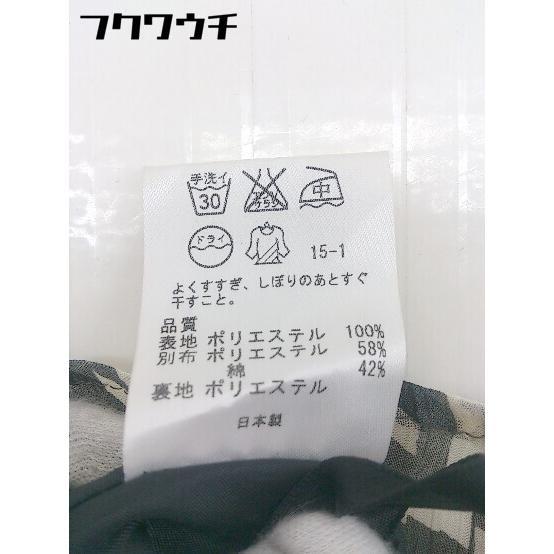 フクワウチ
手洗イ
30
エンソサラシ
中
ドライ
15-1
よくすすぎ、しぼりのあとすぐ
干すこと。
品質
表地 ポリエステル 100%
別布 ポリエステル 58%
綿 42%
裏地 ポリエステル
日本製